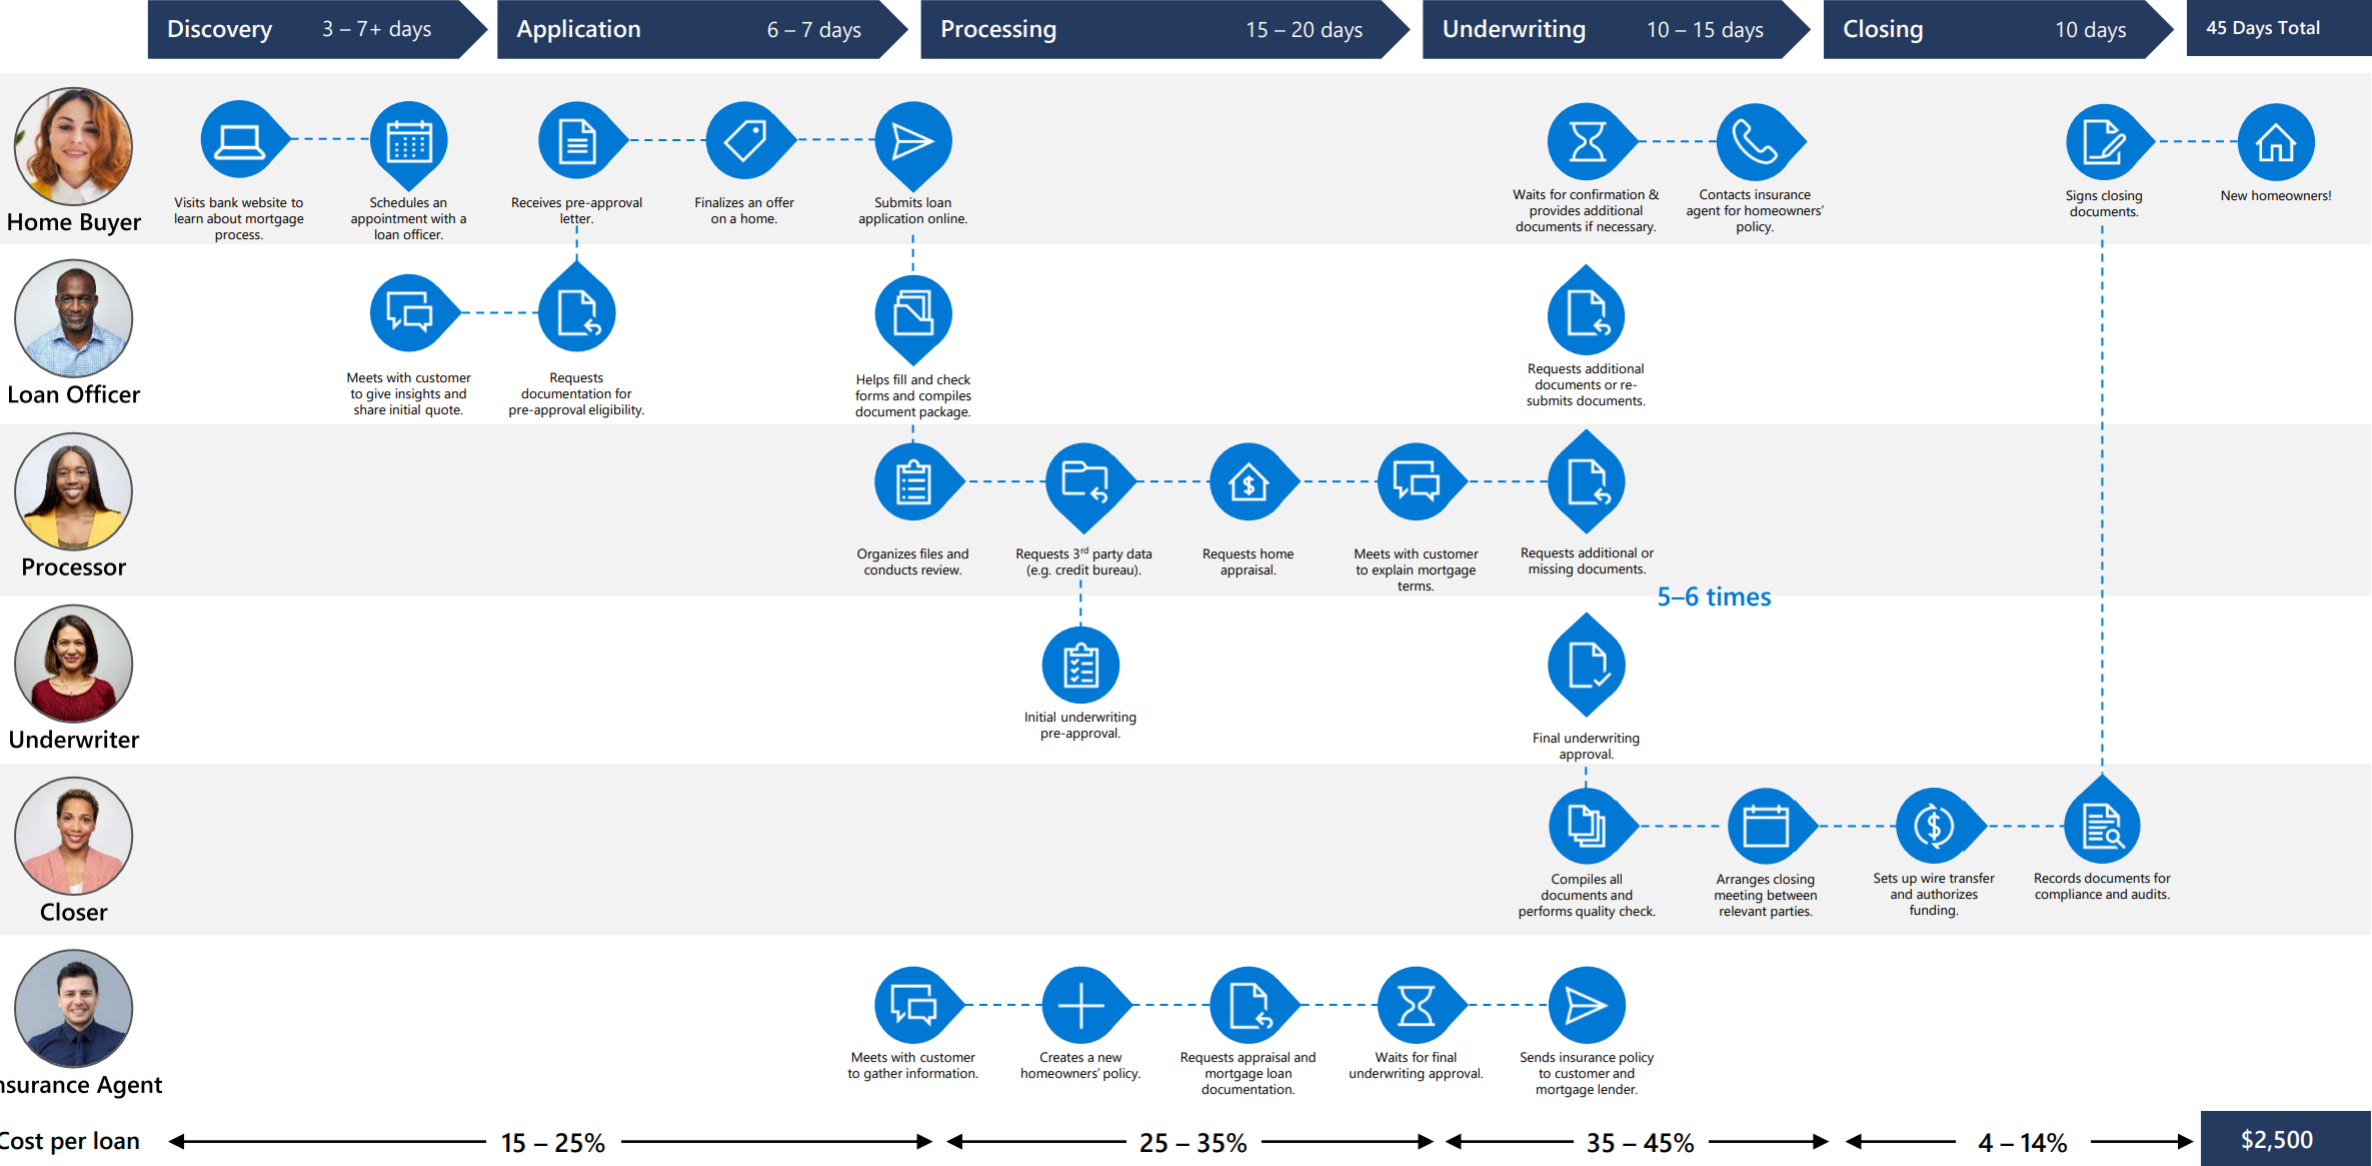 Discovery 3 – 7+ days
Application 6 – 7 days
Processing 15 – 20 days
Underwriting 10 – 15 days
Closing 10 days
45 Days Total
Home Buyer
Visits bank website to
learn about mortgage
process.
Schedules an
appointment with a
loan officer.
Receives pre-approval
letter.
Finalizes an offer
on a home.
Submits loan
application online.
Waits for confirmation &
provides additional
documents if necessary.
Contacts insurance
agent for homeowners’
policy.
Signs closing
documents.
New homeowners!
Loan Officer
Meets with customer
to give insights and
share initial quote.
Requests
documentation for
pre-approval eligibility.
Helps fill and check
forms and compiles
document package.
Requests additional
documents or re-
submits documents.
Processor
Organizes files and
conducts review.
Requests 3rd party data
(e.g. credit bureau).
Requests home
appraisal.
Meets with customer
to explain mortgage
terms.
Requests additional or
missing documents.
5–6 times
Underwriter
Initial underwriting
pre-approval.
Final underwriting
approval.
Closer
Compiles all
documents and
performs quality check.
Arranges closing
meeting between
relevant parties.
Sets up wire transfer
and authorizes
funding.
Records documents for
compliance and audits.
nsurance Agent
Meets with customer
to gather information.
Creates a new
homeowners’ policy.
Requests appraisal and
mortgage loan
documentation.
Waits for final
underwriting approval.
Sends insurance policy
to customer and
mortgage lender.
Cost per loan
15 – 25%
25 – 35%
35 – 45%
4 – 14%
$2,500